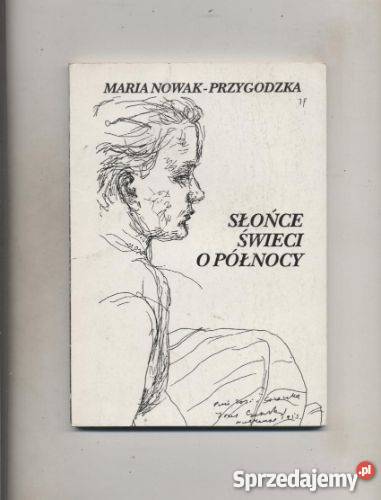 MARIA NOWAK-PRZYGODZKA
SŁOŃCE
ŚWIECI
O PÓŁNOCY
Sprzedajemy.pl